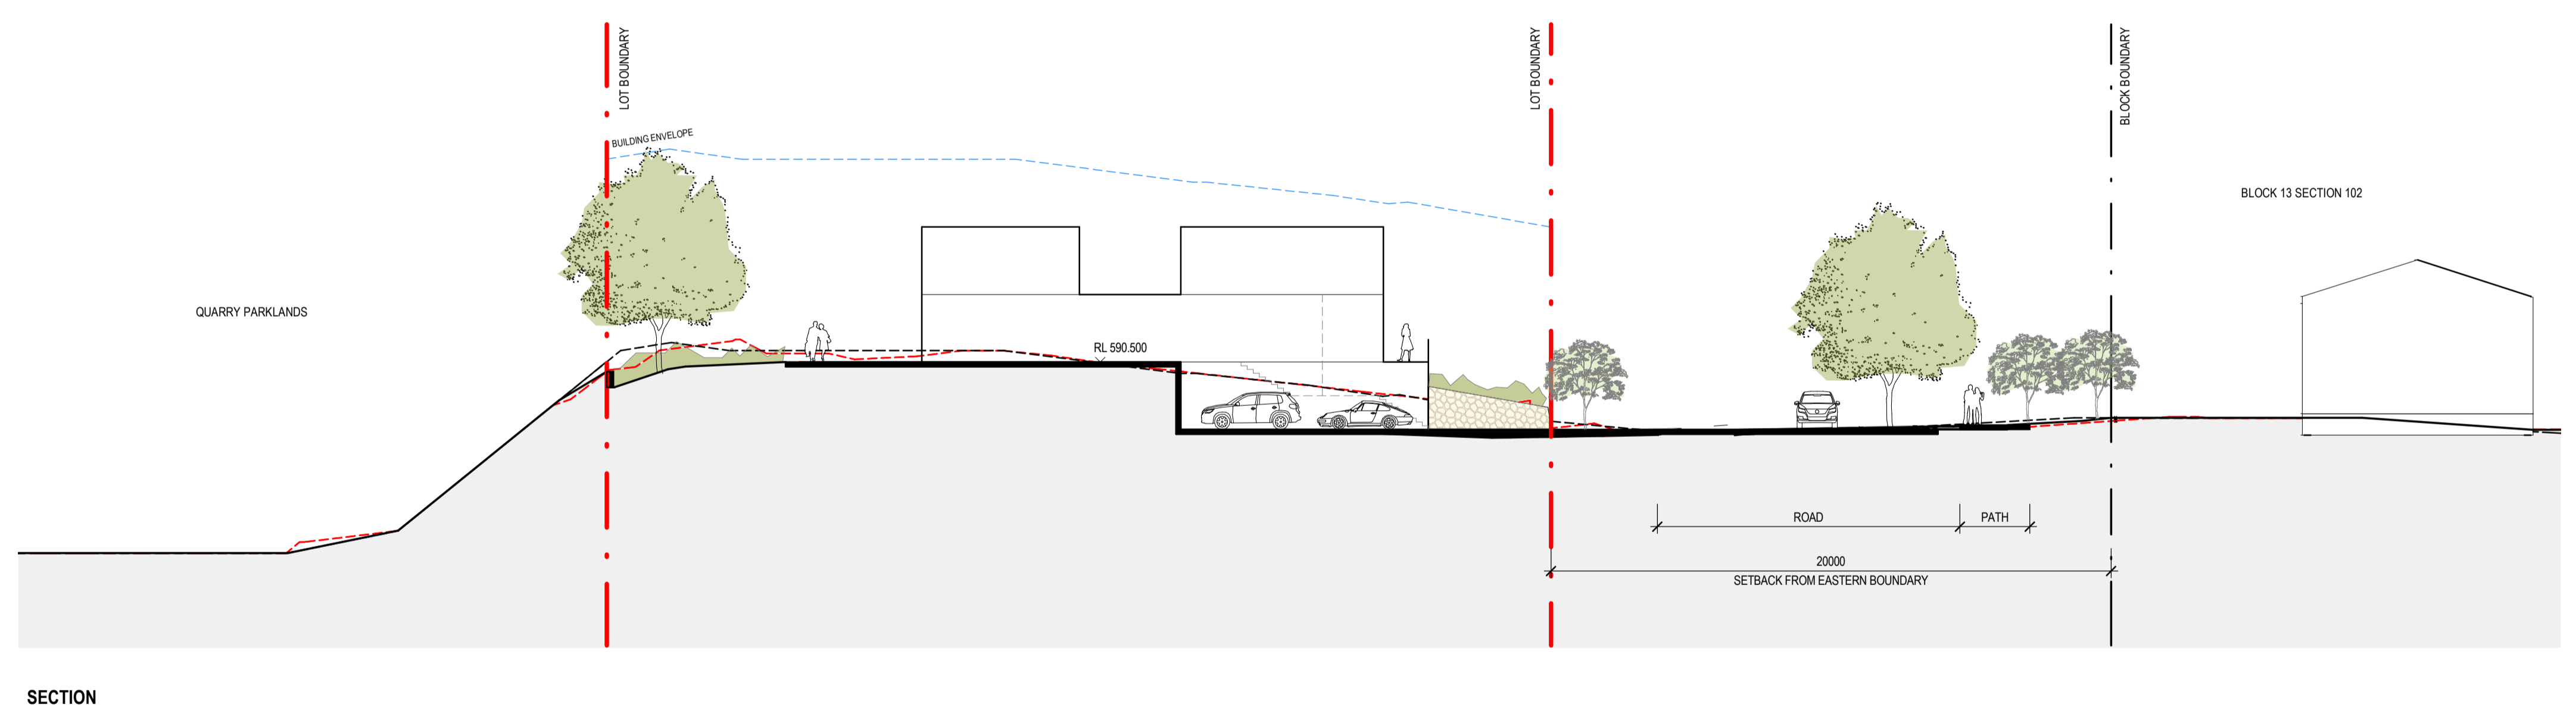 LOT BOUNDARY
LOT BOUNDARY
BLOCK BOUNDARY
BUILDING ENVELOPE
BLOCK 13 SECTION 102
QUARRY PARKLANDS
RL 590.500
ROAD
PATH
20000
SETBACK FROM EASTERN BOUNDARY
SECTION